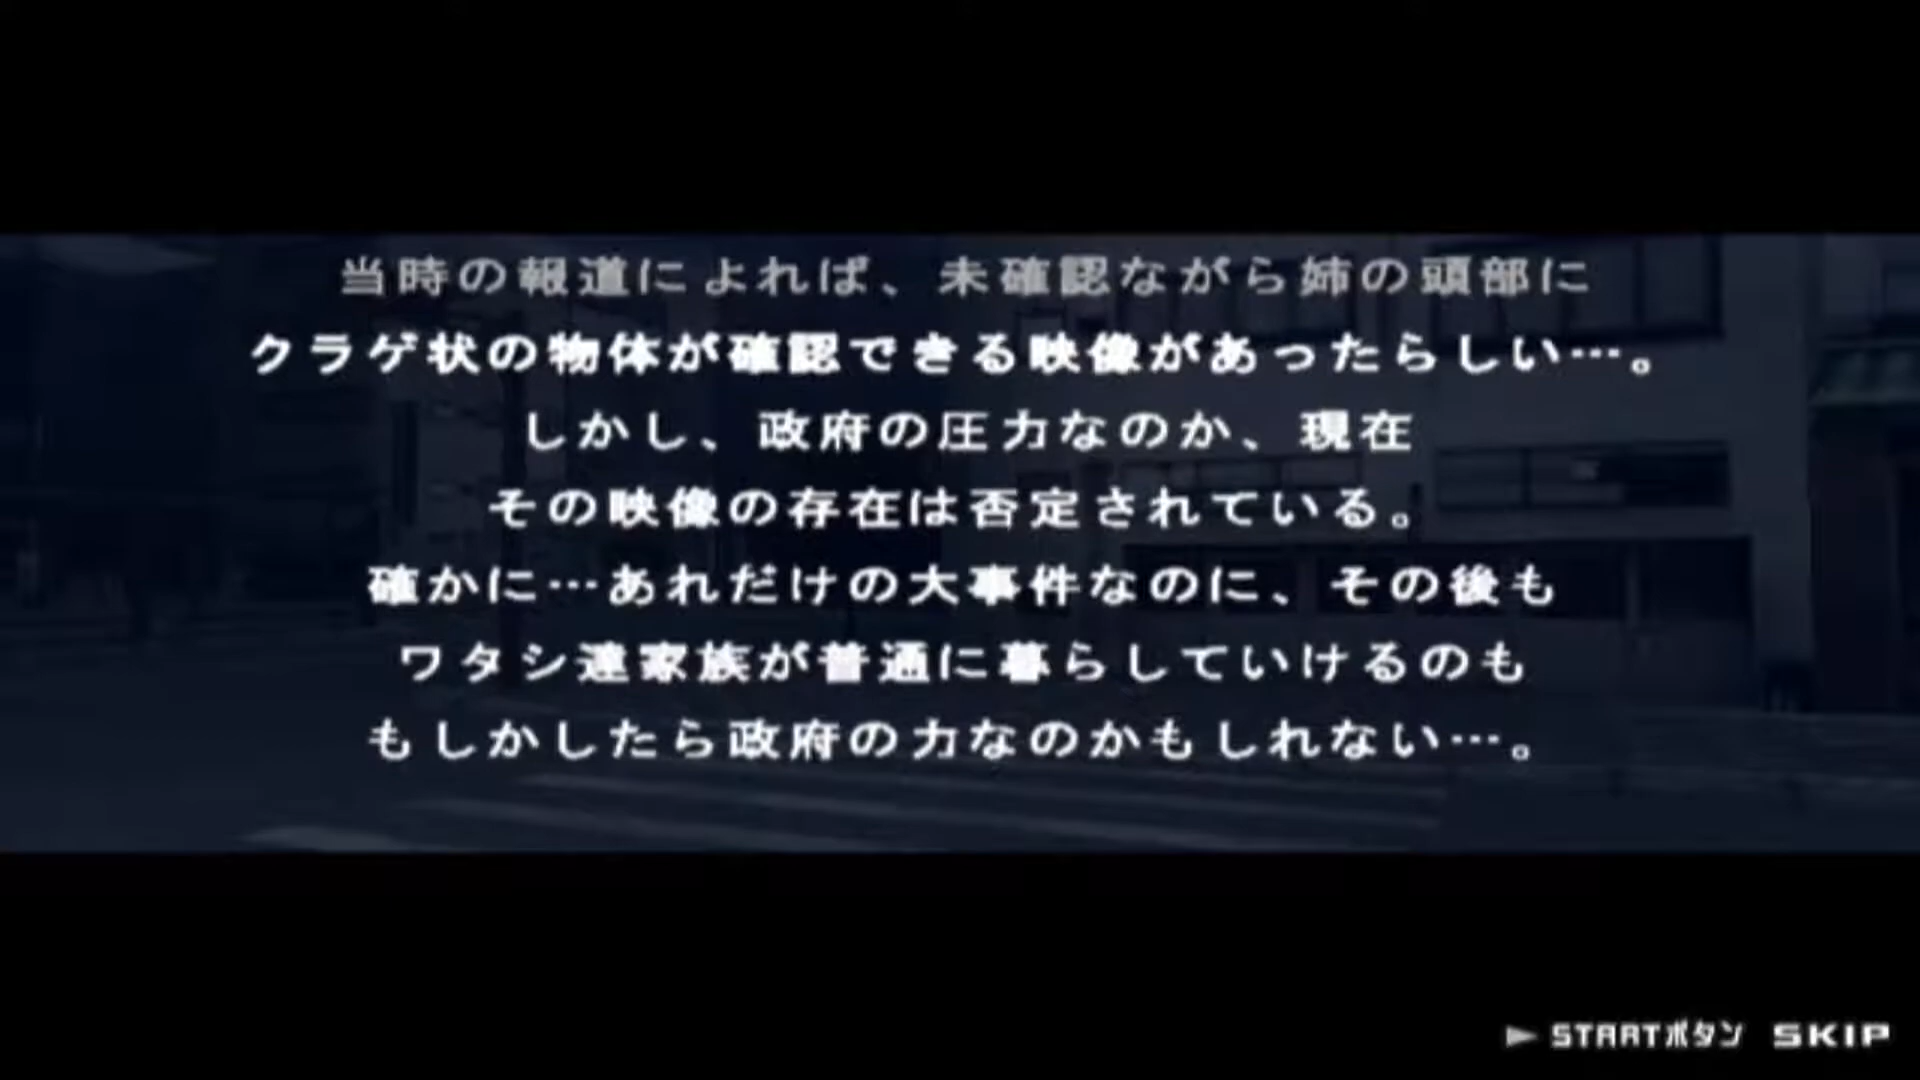 当時の報道によれば、未確認ながら姉の頭部に
クラゲ状の物体が確認できる映像があったらしい…。
しかし、政府の圧力なのか、現在
その映像の存在は否定されている。
確かに…あれだけの大事件なのに、その後も
ワタシ達家族が普通に暮らしていけるのも
もしかしたら政府の力なのかもしれない…。
►STARTボタン SKIP